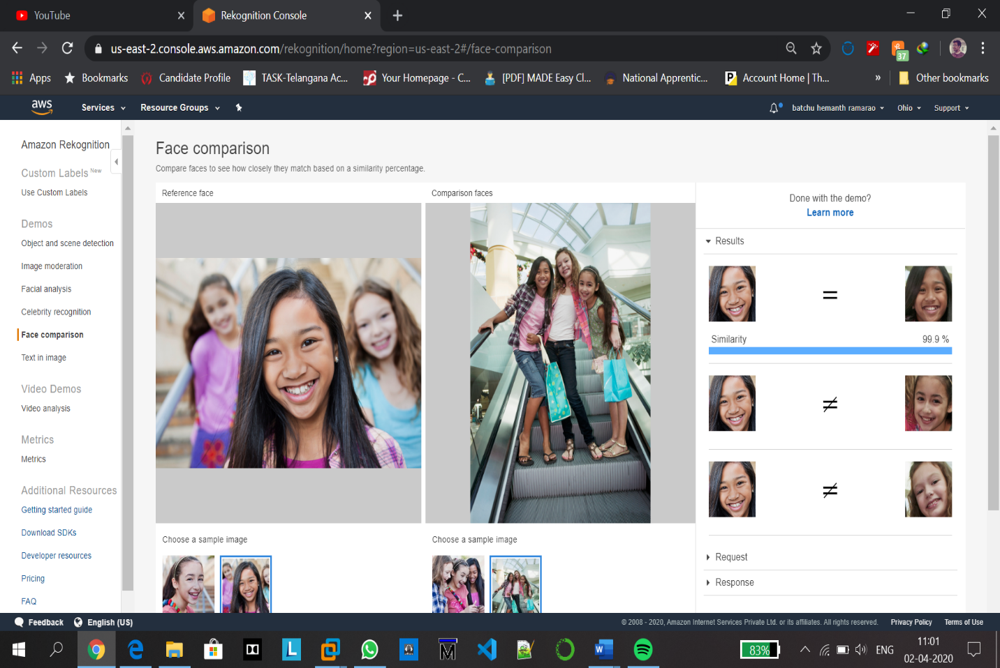 YouTube
Rekognition Console
us-east-2.console.aws.amazon.com/rekognition/home?region=us-east-2#/face-comparison
37
Apps
Bookmarks
Candidate Profile
TASK-Telangana Ac...
Your Homepage - C...
[PDF] MADE Easy Cl...
National Apprentic...
Account Home | Th...
»
Other bookmarks
aws
Services
Resource Groups
batchu hemanth ramarao
Ohio
Support
Amazon Rekognition
Custom Labels New
Use Custom Labels
Demos
Object and scene detection
Image moderation
Facial analysis
Celebrity recognition
Face comparison
Text in image
Video Demos
Video analysis
Metrics
Metrics
Additional Resources
Getting started guide
Download SDKs
Developer resources
Pricing
FAQ
Face comparison
Compare faces to see how closely they match based on a similarity percentage.
Reference face
Comparison faces
Choose a sample image
Choose a sample image
Done with the demo?
Learn more
Results
=
Similarity
99.9 %
≠
≠
Request
Response
Feedback
English (US)
© 2008 - 2020, Amazon Internet Services Private Ltd. or its affiliates. All rights reserved.
Privacy Policy
Terms of Use
L
M
W
83%
ENG
11:01
02-04-2020